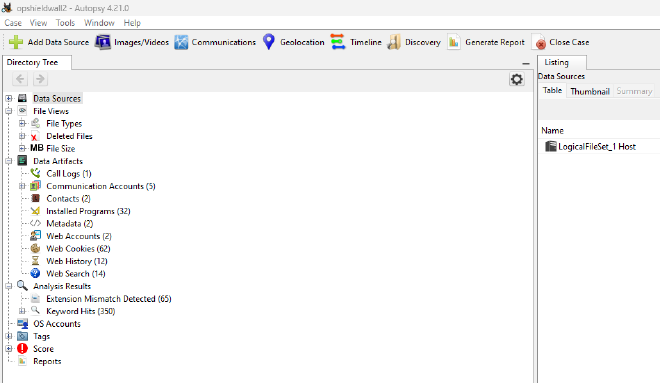 opshieldwall2 - Autopsy 4.21.0
Case View Tools Window Help
Add Data Source Images/Videos Communications Geolocation Timeline Discovery Generate Report Close Case
Directory Tree
Listing
Data Sources
Table Thumbnail Summary
Name
LogicalFileSet_1 Host
Data Sources
File Views
File Types
Deleted Files
MB File Size
Data Artifacts
Call Logs (1)
Communication Accounts (5)
Contacts (2)
Installed Programs (32)
Metadata (2)
Web Accounts (2)
Web Cookies (62)
Web History (12)
Web Search (14)
Analysis Results
Extension Mismatch Detected (65)
Keyword Hits (350)
OS Accounts
Tags
Score
Reports